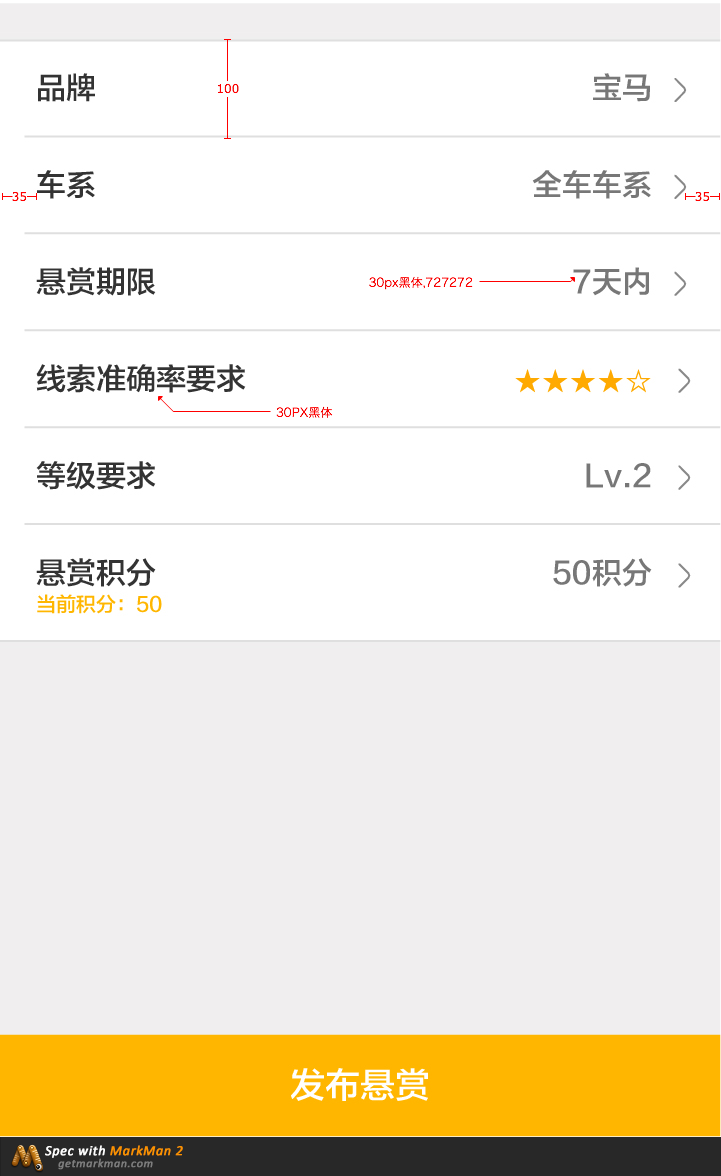 品牌 宝马
100
车系 全车车系
35 35
悬赏期限 7天内
30px黑体,727272
线索准确率要求 ★★★★☆
30PX黑体
等级要求 Lv.2
悬赏积分 50积分
当前积分：50
发布悬赏
Spec with MarkMan 2
getmarkman.com